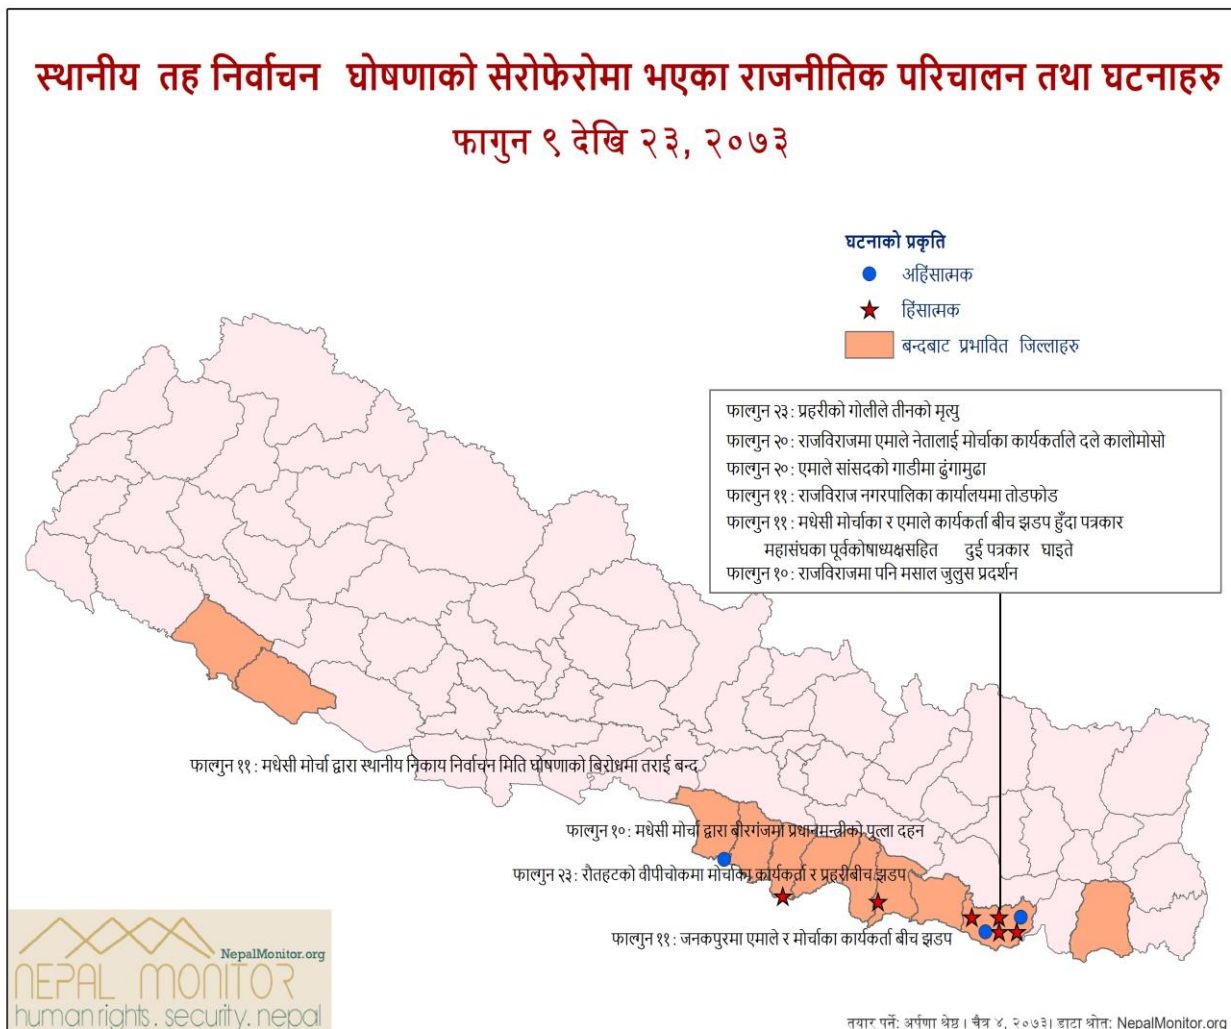 स्थानीय तह निर्वाचन घोषणाको सेरोफेरोमा भएका राजनीतिक परिचालन तथा घटनाहरु
फागुन ९ देखि २३, २०७३
घटनाको प्रकृति
अहिंसात्मक
हिंसात्मक
बन्दबाट प्रभावित जिल्लाहरु
फाल्गुन २३: प्रहरीको गोलीले तीनको मृत्यु
फाल्गुन २०: राजविराजमा एमाले नेतालाई मोर्चाका कार्यकर्ताले दले कालोमोसो
फाल्गुन २०: एमाले सांसदको गाडीमा ढुंगामुढा
फाल्गुन ११: राजविराज नगरपालिका कार्यालयमा तोडफोड
फाल्गुन ११: मधेसी मोर्चाका र एमाले कार्यकर्ता बीच झडप हुँदा पत्रकार
महासंघका पूर्वकोषाध्यक्षसहित दुई पत्रकार घाइते
फाल्गुन १०: राजविराजमा पनि मसाल जुलुस प्रदर्शन
फाल्गुन ११: मधेसी मोर्चा द्वारा स्थानीय निकाय निर्वाचन मिति घोषणाको बिरोधमा तराई बन्द
फाल्गुन १०: मधेसी मोर्चा द्वारा बीरगंजमा प्रधानमन्त्रीको पुत्ला दहन
फाल्गुन २३: रौतहटको वीपीचोकमा मोर्चाका कार्यकर्ता र प्रहरीबीच झडप
फाल्गुन ११: जनकपुरमा एमाले र मोर्चाका कार्यकर्ता बीच झडप
NepalMonitor.org
NEPAL MONITOR
human rights. security. nepal
तयार पर्ने: अर्पणा श्रेष्ठ। चैत्र ४, २०७३। डाटा श्रोत: NepalMonitor.org